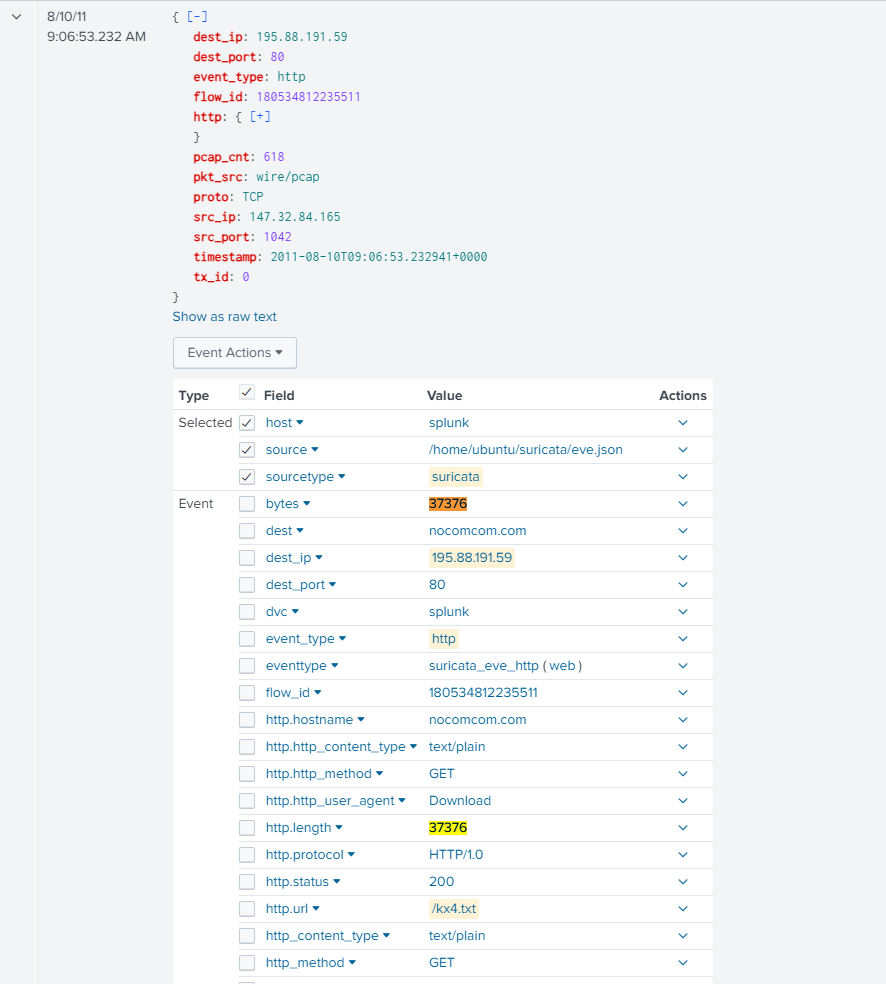 8/10/11
9:06:53.232 AM
{ [-]
dest_ip: 195.88.191.59
dest_port: 80
event_type: http
flow_id: 180534812235511
http: { [+]
}
pcap_cnt: 618
pkt_src: wire/pcap
proto: TCP
src_ip: 147.32.84.165
src_port: 1042
timestamp: 2011-08-10T09:06:53.232941+0000
tx_id: 0
}
Show as raw text
Event Actions
Type Field Value Actions
Selected host splunk
source /home/ubuntu/suricata/eve.json
sourcetype suricata
Event bytes 37376
dest nocomcom.com
dest_ip 195.88.191.59
dest_port 80
dvc splunk
event_type http
eventtype suricata_eve_http ( web )
flow_id 180534812235511
http.hostname nocomcom.com
http.http_content_type text/plain
http.http_method GET
http.http_user_agent Download
http.length 37376
http.protocol HTTP/1.0
http.status 200
http.url /kx4.txt
http_content_type text/plain
http_method GET